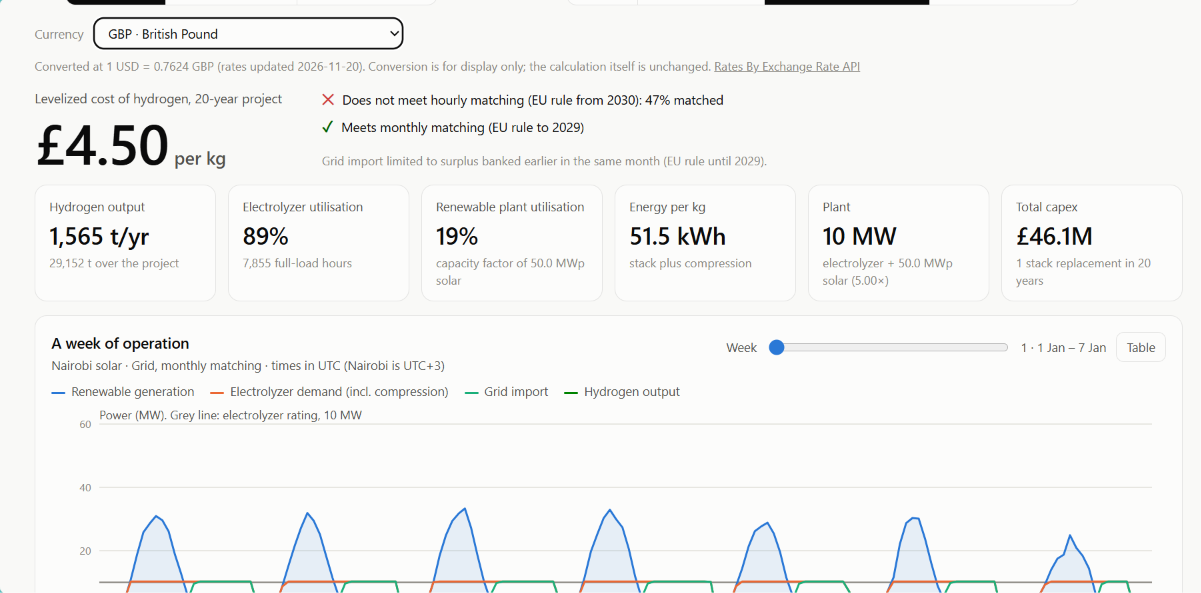 Currency GBP · British Pound
Converted at 1 USD = 0.7624 GBP (rates updated 2026-11-20). Conversion is for display only; the calculation itself is unchanged. Rates By Exchange Rate API
Levelized cost of hydrogen, 20-year project
£4.50 per kg
Does not meet hourly matching (EU rule from 2030): 47% matched
Meets monthly matching (EU rule to 2029)
Grid import limited to surplus banked earlier in the same month (EU rule until 2029).
Hydrogen output
1,565 t/yr
29,152 t over the project
Electrolyzer utilisation
89%
7,855 full-load hours
Renewable plant utilisation
19%
capacity factor of 50.0 MWp
solar
Energy per kg
51.5 kWh
stack plus compression
Plant
10 MW
electrolyzer + 50.0 MWp
solar (5.00×)
Total capex
£46.1M
1 stack replacement in 20
years
A week of operation
Nairobi solar · Grid, monthly matching · times in UTC (Nairobi is UTC+3)
Week 1 · 1 Jan – 7 Jan Table
Renewable generation Electrolyzer demand (incl. compression) Grid import Hydrogen output
Power (MW). Grey line: electrolyzer rating, 10 MW
60
40
20